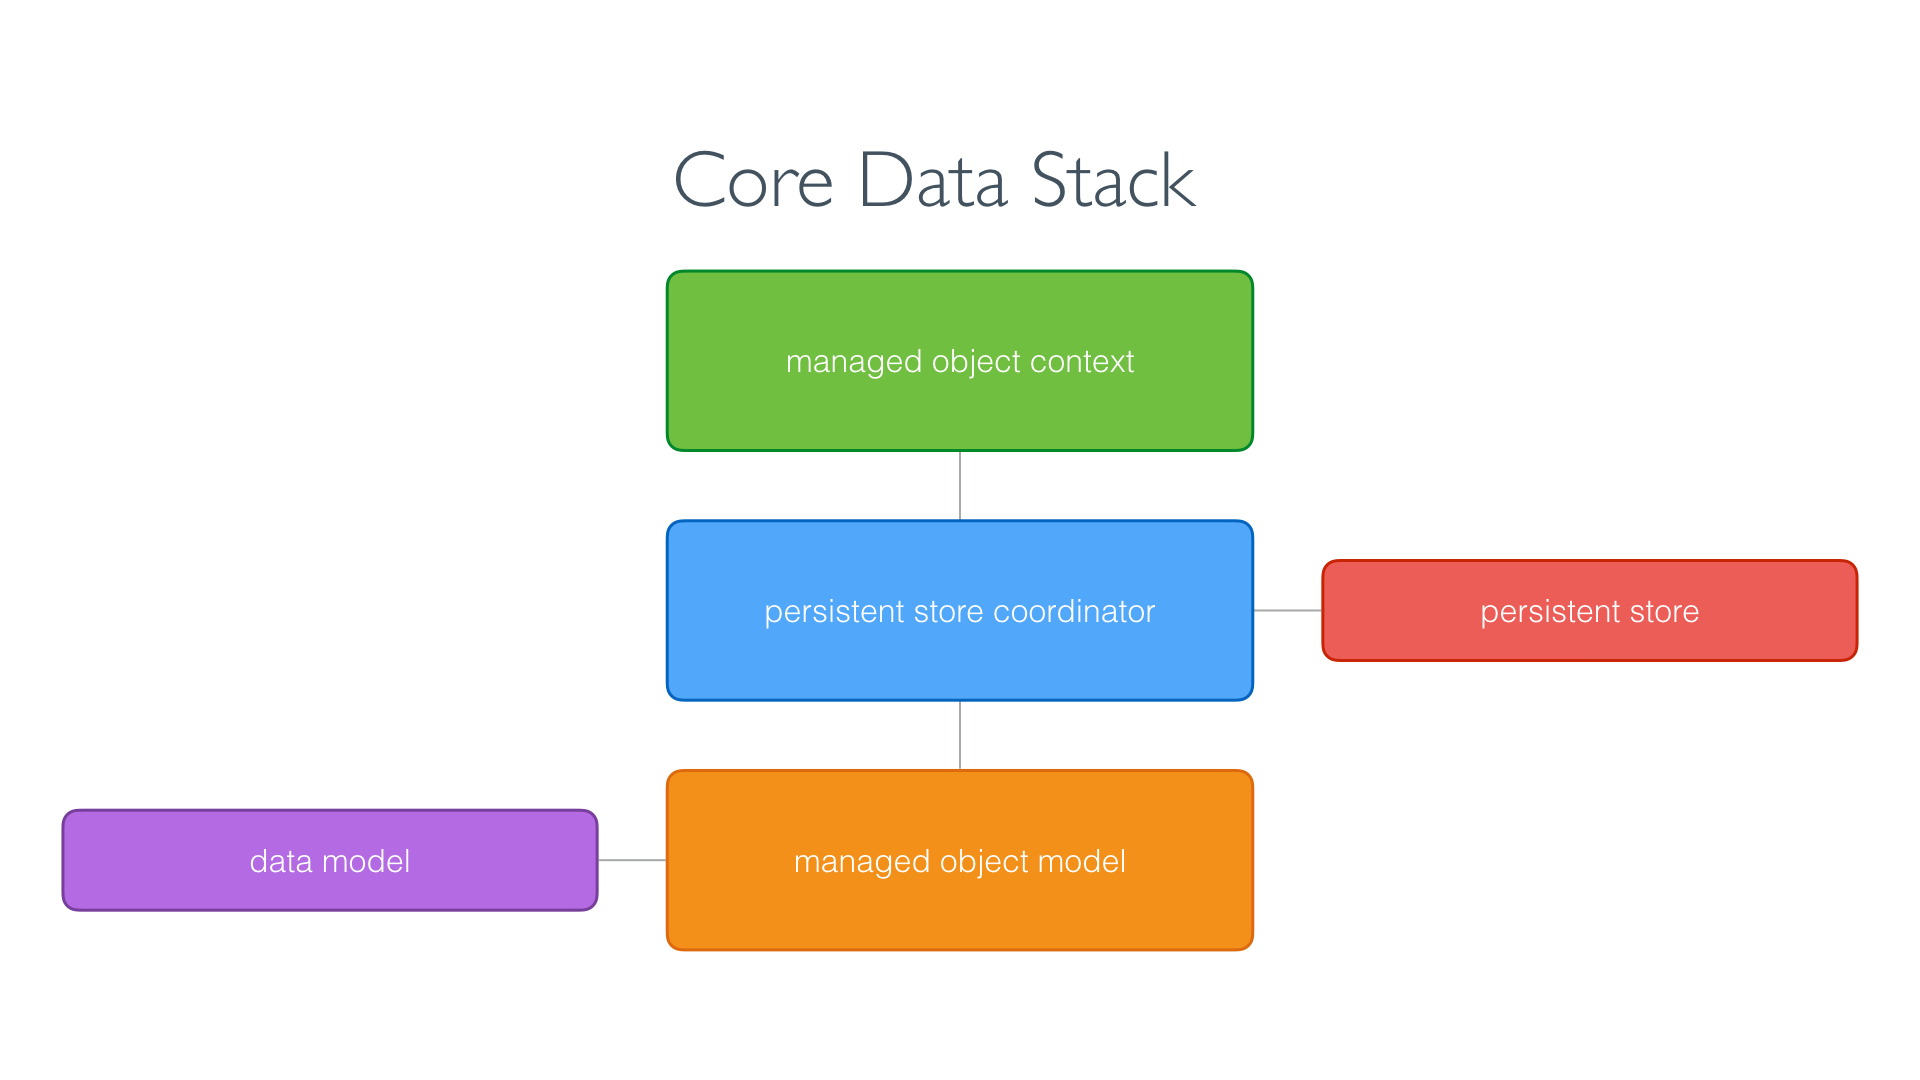 Core Data Stack
managed object context
persistent store coordinator
persistent store
data model
managed object model